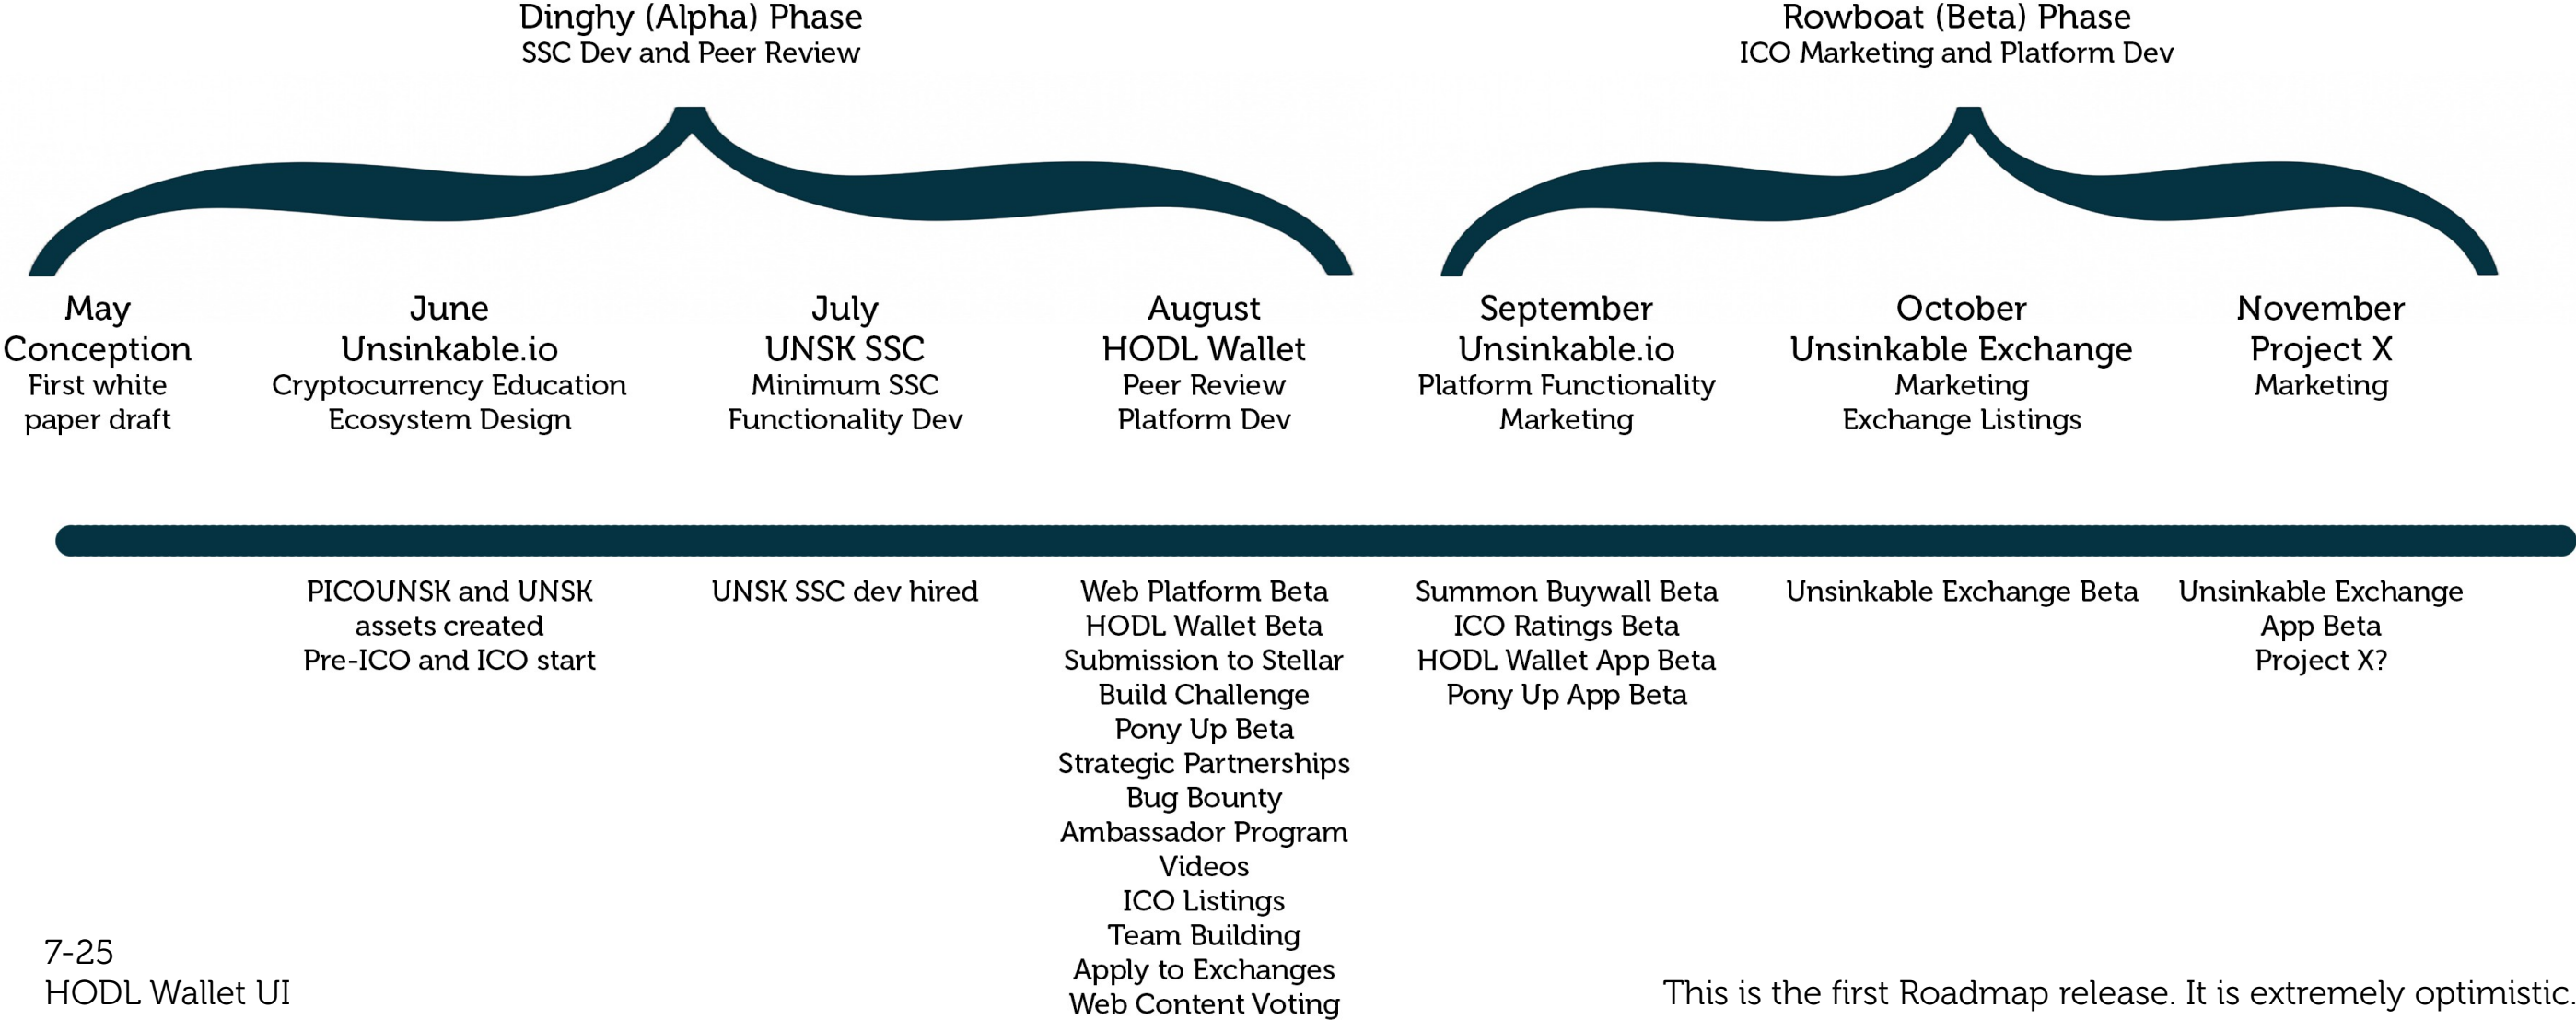 Dinghy (Alpha) Phase
SSC Dev and Peer Review
Rowboat (Beta) Phase
ICO Marketing and Platform Dev
May
Conception
First white
paper draft
June
Unsinkable.io
Cryptocurrency Education
Ecosystem Design
July
UNSK SSC
Minimum SSC
Functionality Dev
August
HODL Wallet
Peer Review
Platform Dev
September
Unsinkable.io
Platform Functionality
Marketing
October
Unsinkable Exchange
Marketing
Exchange Listings
November
Project X
Marketing
PICOUNSK and UNSK
assets created
Pre-ICO and ICO start
UNSK SSC dev hired
Web Platform Beta
HODL Wallet Beta
Submission to Stellar
Build Challenge
Pony Up Beta
Strategic Partnerships
Bug Bounty
Ambassador Program
Videos
ICO Listings
Team Building
Apply to Exchanges
Web Content Voting
Summon Buywall Beta
ICO Ratings Beta
HODL Wallet App Beta
Pony Up App Beta
Unsinkable Exchange Beta
Unsinkable Exchange
App Beta
Project X?
7-25
HODL Wallet UI
This is the first Roadmap release. It is extremely optimistic.